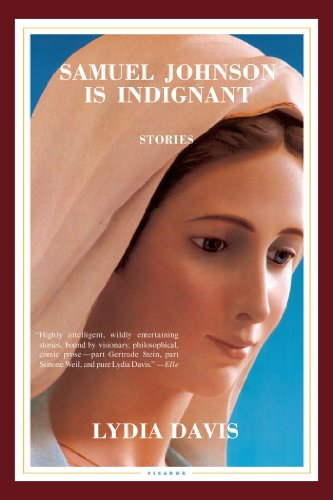 SAMUEL JOHNSON
IS INDIGNANT
STORIES
“Highly intelligent, wildly entertaining
stories, bound by visionary, philosophical,
comic prose—part Gertrude Stein, part
Simone Weil, and pure Lydia Davis.” —Elle
LYDIA DAVIS
PICADOR